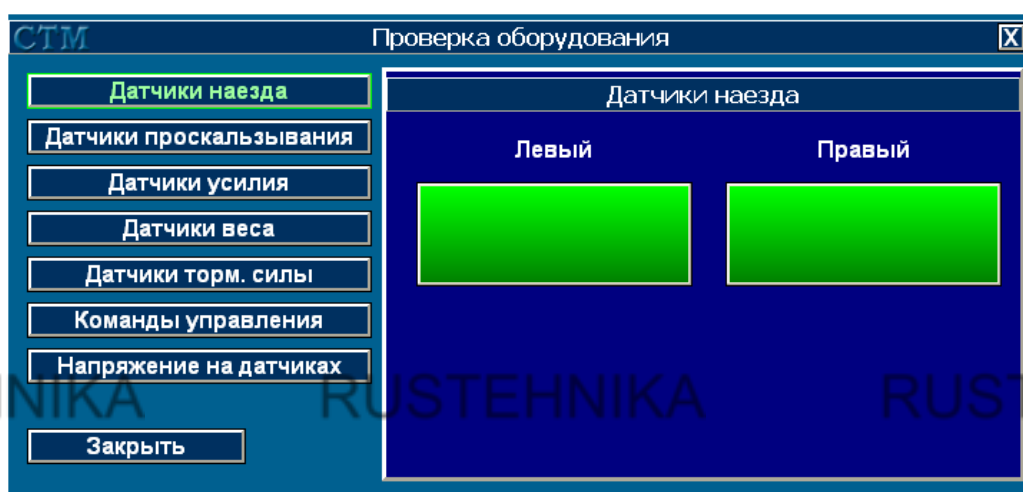 СТМ Проверка оборудования X
Датчики наезда
Датчики проскальзывания
Датчики усилия
Датчики веса
Датчики торм. силы
Команды управления
Напряжение на датчиках
Закрыть
Датчики наезда
Левый Правый
HNIKA RUSTEHNIKA RUST